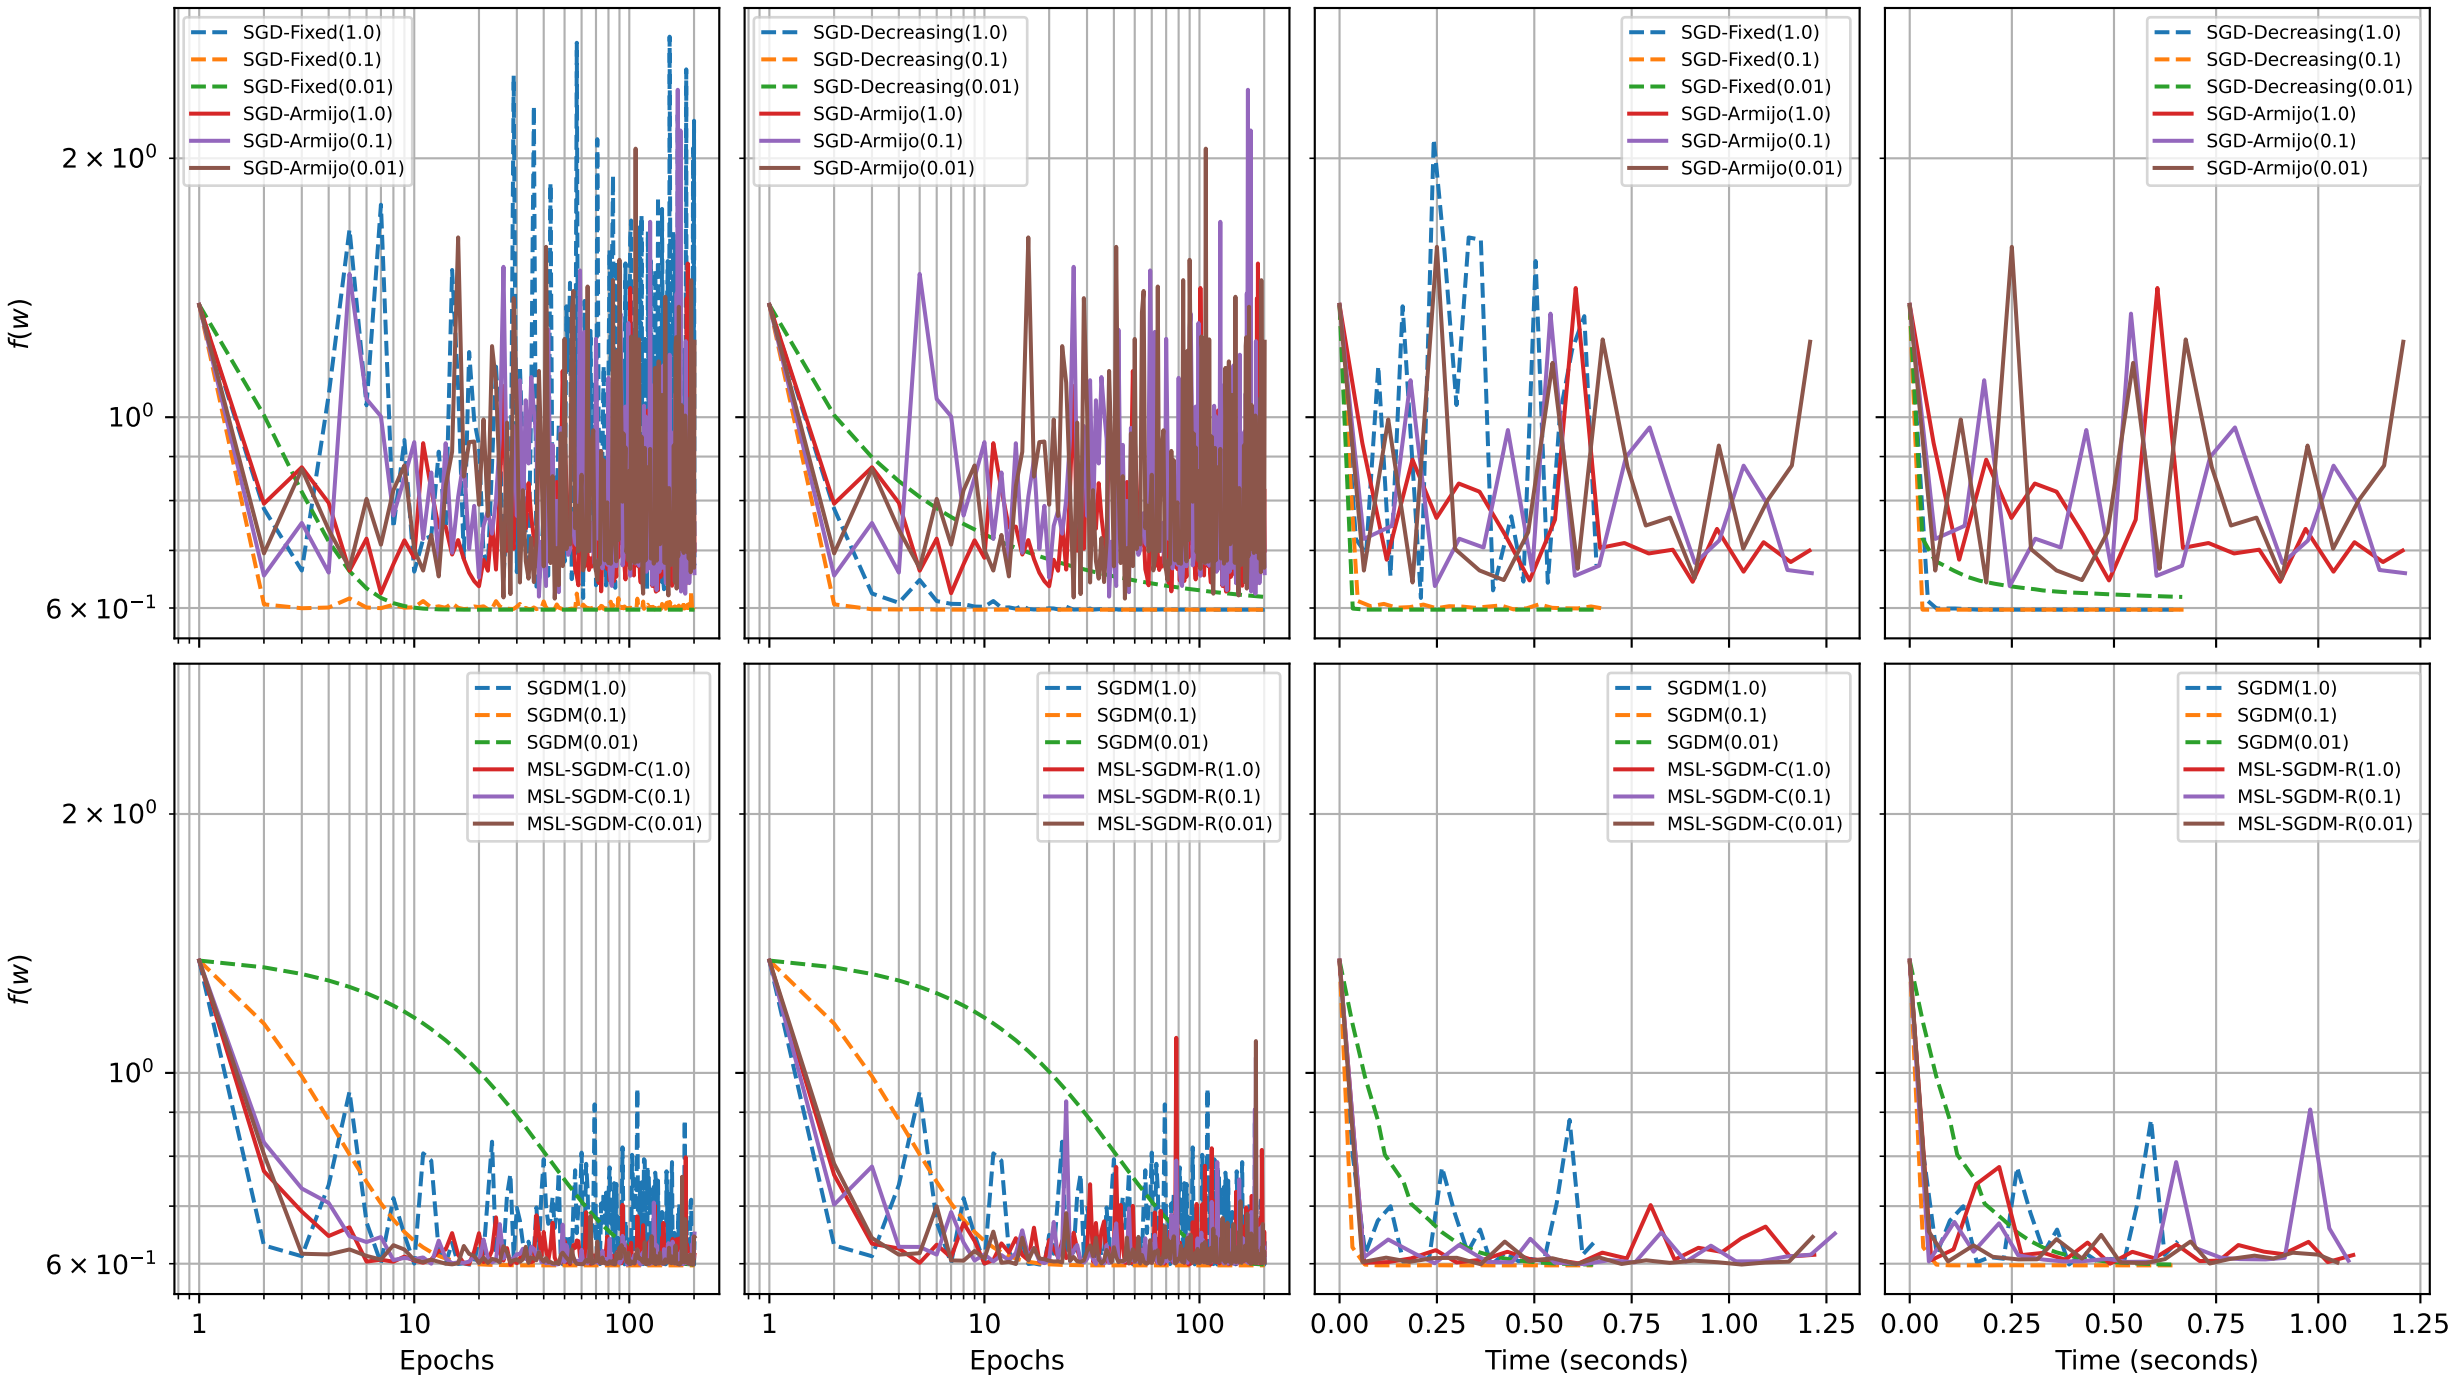 SGD-Fixed(1.0)
SGD-Fixed(0.1)
SGD-Fixed(0.01)
SGD-Armijo(1.0)
SGD-Armijo(0.1)
SGD-Armijo(0.01)
2 × 10⁰
10⁰
6 × 10⁻¹
f(w)
SGD-Decreasing(1.0)
SGD-Decreasing(0.1)
SGD-Decreasing(0.01)
SGD-Armijo(1.0)
SGD-Armijo(0.1)
SGD-Armijo(0.01)
SGD-Fixed(1.0)
SGD-Fixed(0.1)
SGD-Fixed(0.01)
SGD-Armijo(1.0)
SGD-Armijo(0.1)
SGD-Armijo(0.01)
SGD-Decreasing(1.0)
SGD-Decreasing(0.1)
SGD-Decreasing(0.01)
SGD-Armijo(1.0)
SGD-Armijo(0.1)
SGD-Armijo(0.01)
SGDM(1.0)
SGDM(0.1)
SGDM(0.01)
MSL-SGDM-C(1.0)
MSL-SGDM-C(0.1)
MSL-SGDM-C(0.01)
2 × 10⁰
10⁰
6 × 10⁻¹
f(w)
1 10 100
Epochs
SGDM(1.0)
SGDM(0.1)
SGDM(0.01)
MSL-SGDM-R(1.0)
MSL-SGDM-R(0.1)
MSL-SGDM-R(0.01)
1 10 100
Epochs
SGDM(1.0)
SGDM(0.1)
SGDM(0.01)
MSL-SGDM-C(1.0)
MSL-SGDM-C(0.1)
MSL-SGDM-C(0.01)
0.00 0.25 0.50 0.75 1.00 1.25
Time (seconds)
SGDM(1.0)
SGDM(0.1)
SGDM(0.01)
MSL-SGDM-R(1.0)
MSL-SGDM-R(0.1)
MSL-SGDM-R(0.01)
0.00 0.25 0.50 0.75 1.00 1.25
Time (seconds)